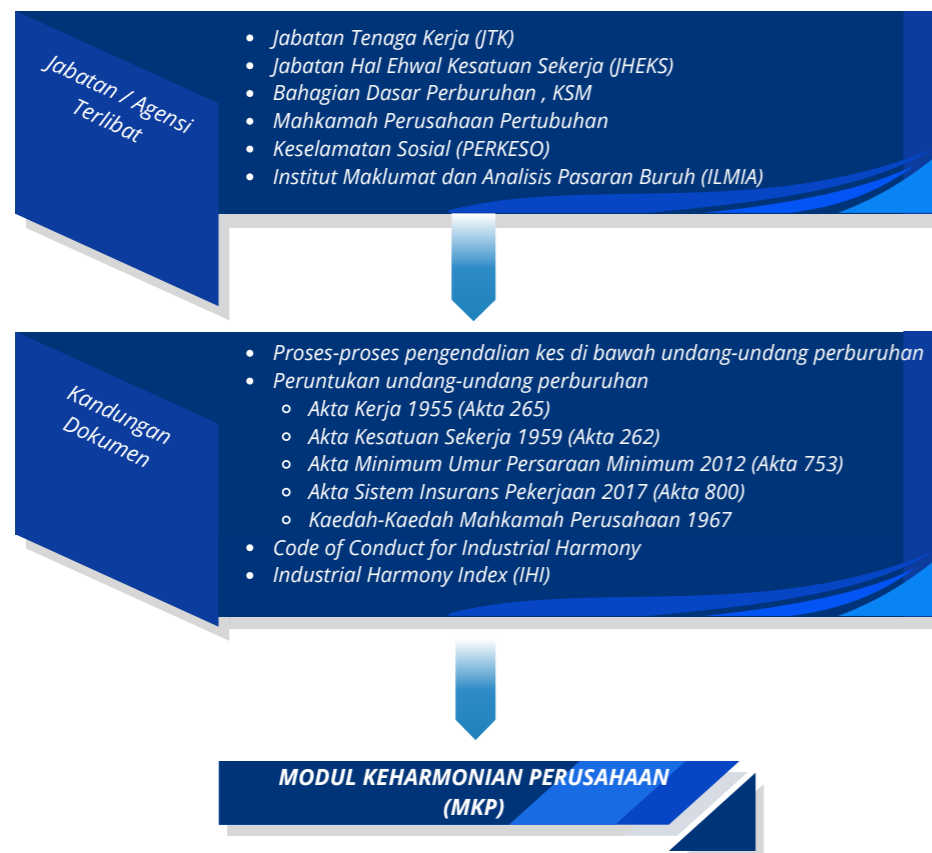 Jabatan / Agensi
Terlibat
• Jabatan Tenaga Kerja (JTK)
• Jabatan Hal Ehwal Kesatuan Sekerja (JHEKS)
• Bahagian Dasar Perburuhan , KSM
• Mahkamah Perusahaan Pertubuhan
• Keselamatan Sosial (PERKESO)
• Institut Maklumat dan Analisis Pasaran Buruh (ILMIA)
Kandungan
Dokumen
• Proses-proses pengendalian kes di bawah undang-undang perburuhan
• Peruntukan undang-undang perburuhan
◦ Akta Kerja 1955 (Akta 265)
◦ Akta Kesatuan Sekerja 1959 (Akta 262)
◦ Akta Minimum Umur Persaraan Minimum 2012 (Akta 753)
◦ Akta Sistem Insurans Pekerjaan 2017 (Akta 800)
◦ Kaedah-Kaedah Mahkamah Perusahaan 1967
• Code of Conduct for Industrial Harmony
• Industrial Harmony Index (IHI)
MODUL KEHARMONIAN PERUSAHAAN
(MKP)